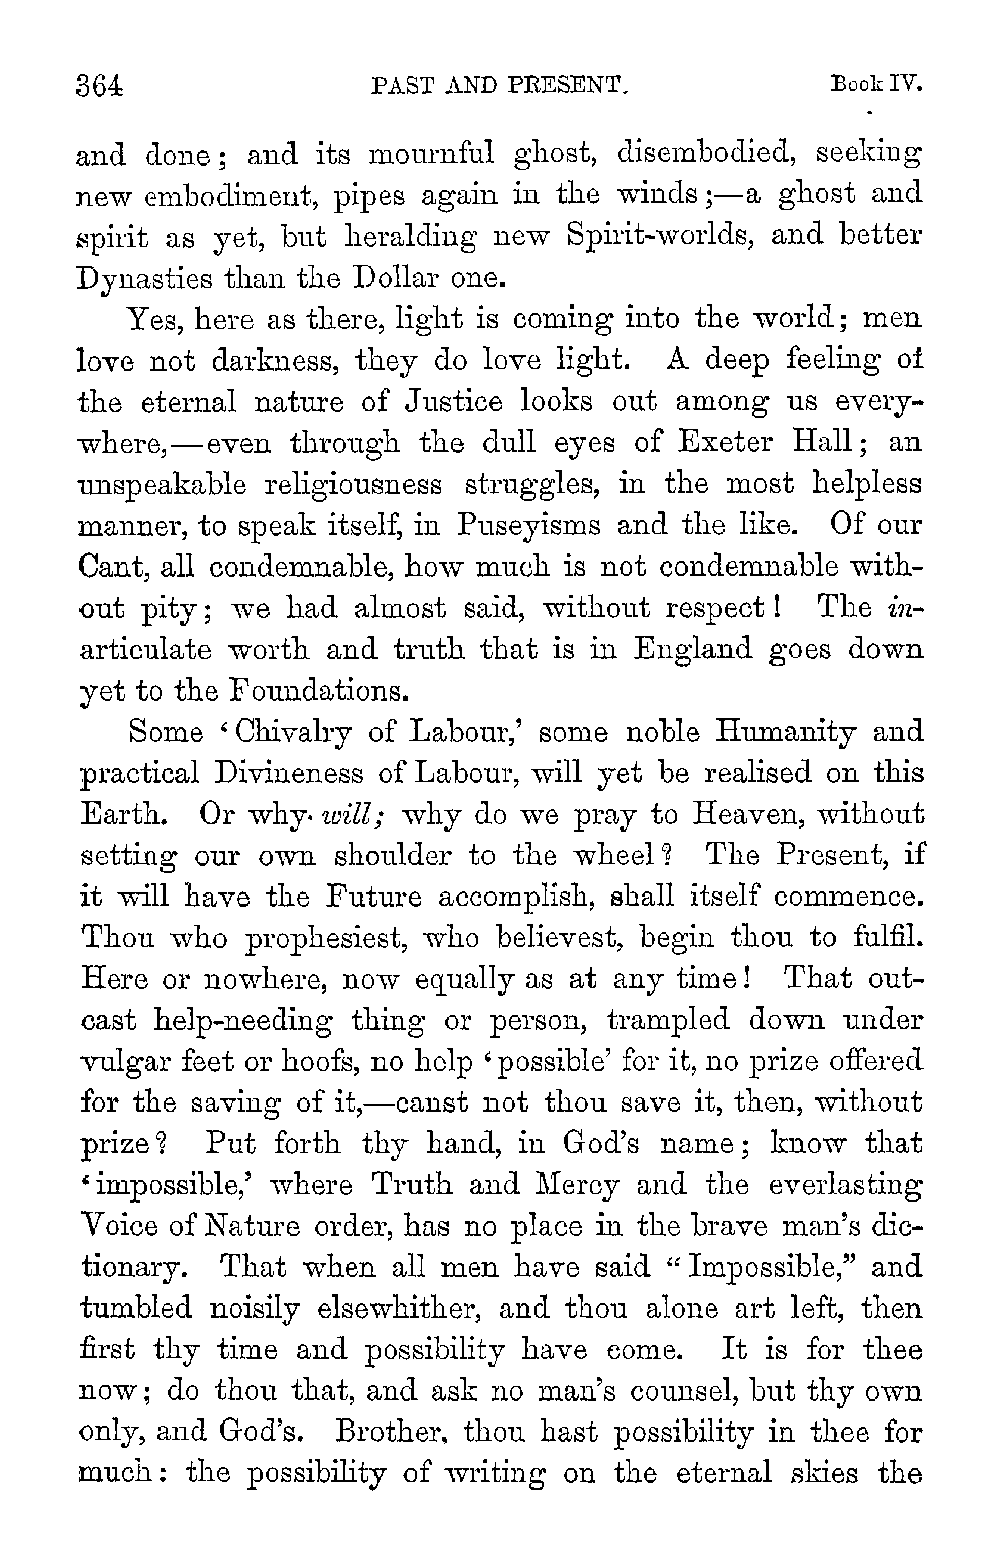 364 PAST AND PRESENT. Book IV.
and done; and its mournful ghost, disembodied, seeking
new embodiment, pipes again in the winds;—a ghost and
spirit as yet, but heralding new Spirit-worlds, and better
Dynasties than the Dollar one.
Yes, here as there, light is coming into the world; men
love not darkness, they do love light. A deep feeling of
the eternal nature of Justice looks out among us every-
where,—even through the dull eyes of Exeter Hall; an
unspeakable religiousness struggles, in the most helpless
manner, to speak itself, in Puseyisms and the like. Of our
Cant, all condemnable, how much is not condemnable with-
out pity; we had almost said, without respect! The in-
articulate worth and truth that is in England goes down
yet to the Foundations.
Some ‘Chivalry of Labour,’ some noble Humanity and
practical Divineness of Labour, will yet be realised on this
Earth. Or why will; why do we pray to Heaven, without
setting our own shoulder to the wheel? The Present, if
it will have the Future accomplish, shall itself commence.
Thou who prophesiest, who believest, begin thou to fulfil.
Here or nowhere, now equally as at any time! That out-
cast help-needing thing or person, trampled down under
vulgar feet or hoofs, no help ‘possible’ for it, no prize offered
for the saving of it,—canst not thou save it, then, without
prize? Put forth thy hand, in God’s name; know that
‘impossible,’ where Truth and Mercy and the everlasting
Voice of Nature order, has no place in the brave man’s dic-
tionary. That when all men have said “Impossible,” and
tumbled noisily elsewhither, and thou alone art left, then
first thy time and possibility have come. It is for thee
now; do thou that, and ask no man’s counsel, but thy own
only, and God’s. Brother, thou hast possibility in thee for
much: the possibility of writing on the eternal skies the